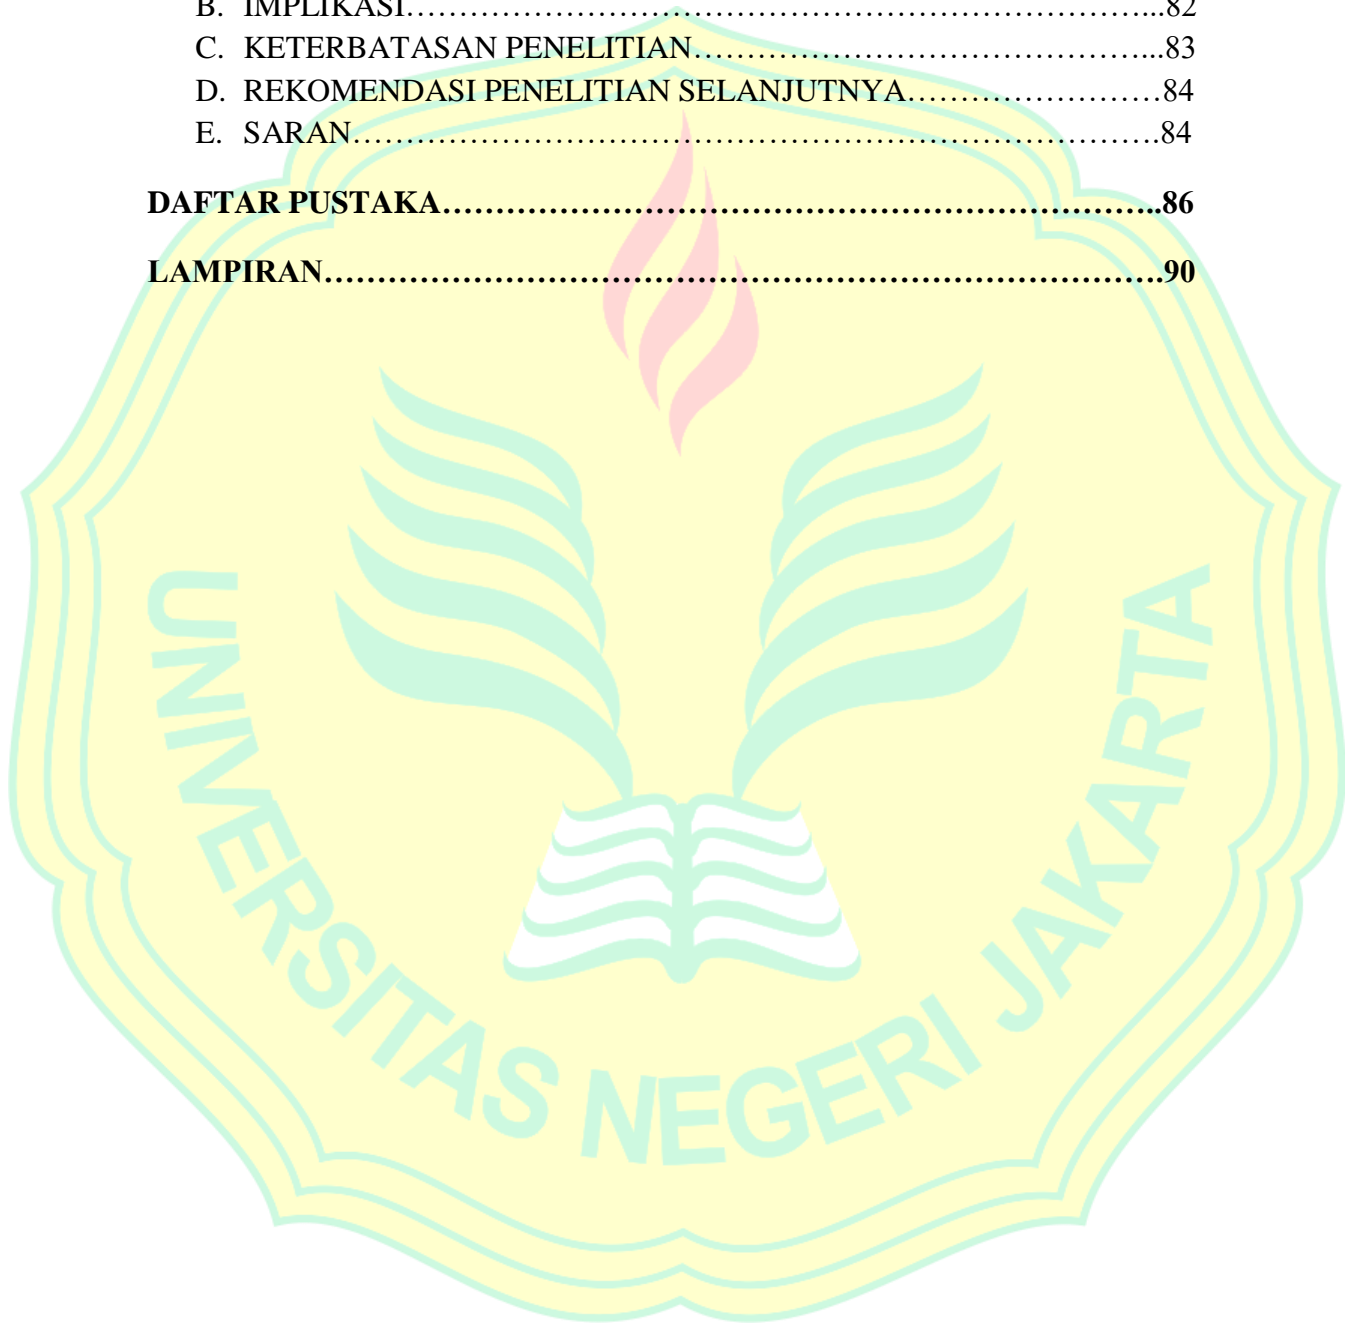 B. IMPLIKASI…………………………………………………………...82
C. KETERBATASAN PENELITIAN……………………………………...83
D. REKOMENDASI PENELITIAN SELANJUTNYA……………………84
E. SARAN………………………………………………………………….84
DAFTAR PUSTAKA…………………………………………………………..86
LAMPIRAN…………………………………………………………………….90
UNIVERSITAS NEGERI JAKARTA